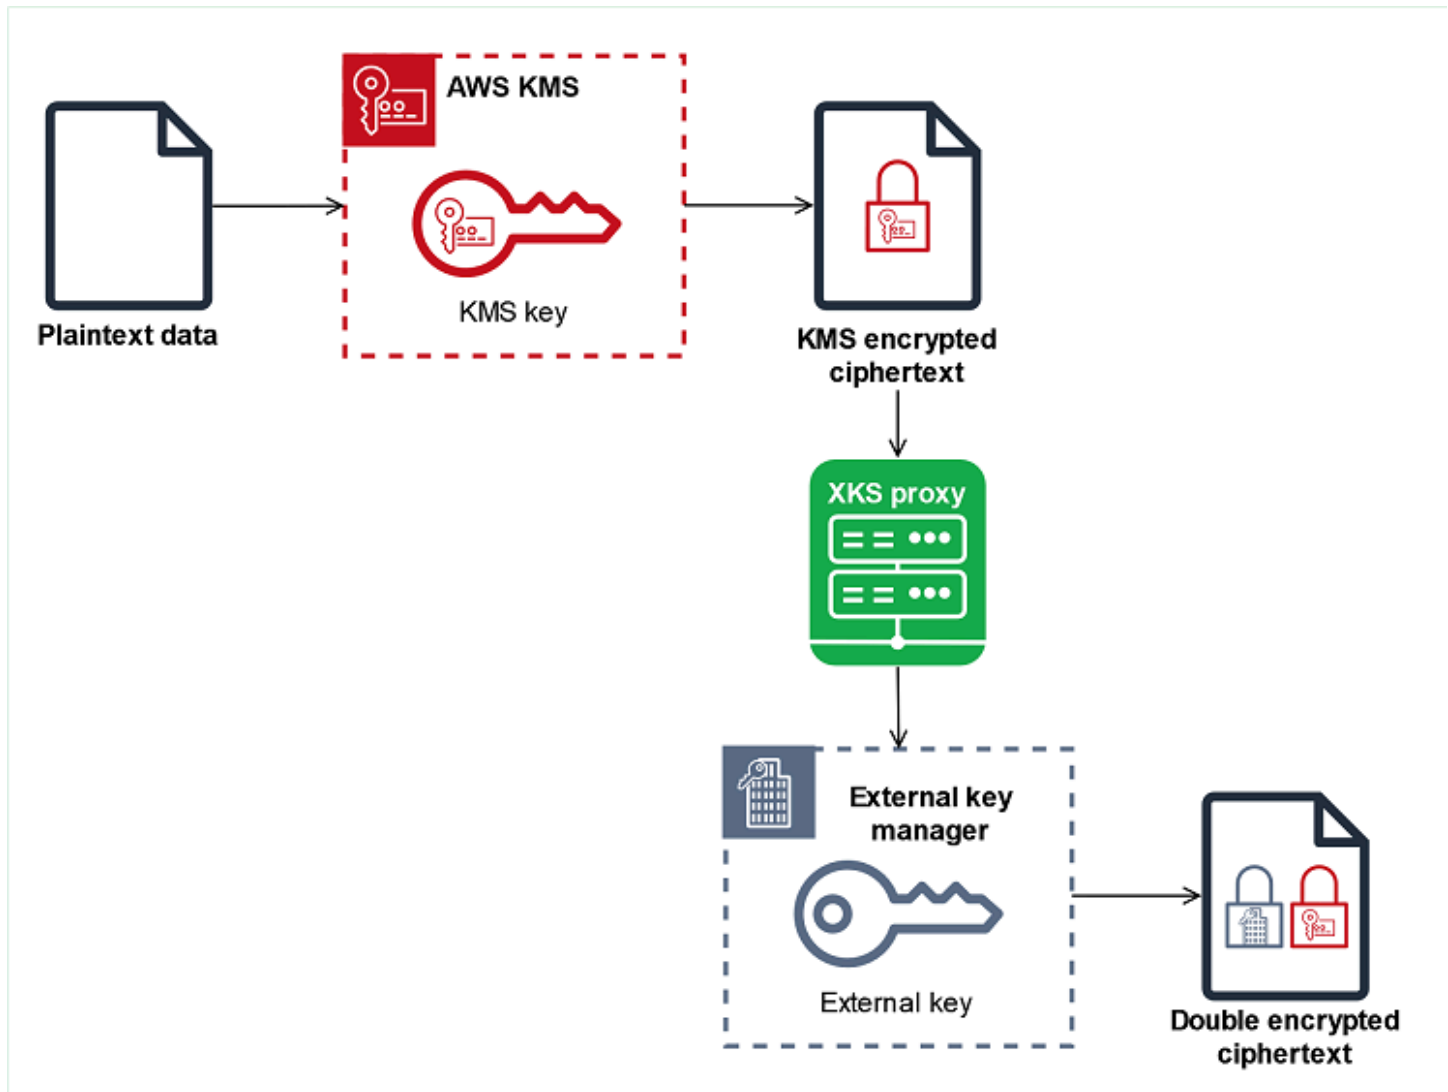 AWS KMS
KMS key
Plaintext data
KMS encrypted
ciphertext
XKS proxy
External key
manager
External key
Double encrypted
ciphertext